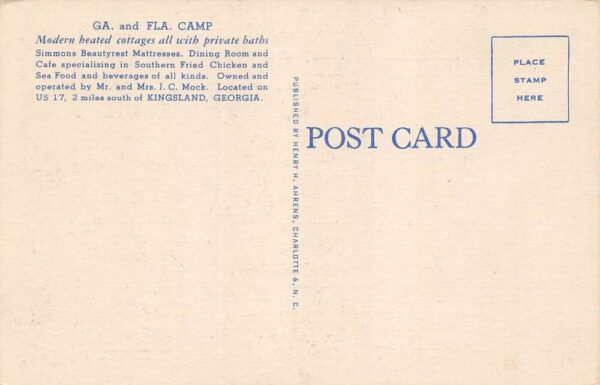 GA. and FLA. CAMP
Modern heated cottages all with private baths
Simmons Beautyrest Mattresses. Dining Room and
Cafe specializing in Southern Fried Chicken and
Sea Food and beverages of all kinds. Owned and
operated by Mr. and Mrs. J. C. Mock. Located on
US 17, 2 miles south of KINGSLAND, GEORGIA.
PUBLISHED BY HENRY H. AHRENS, CHARLOTTE 6, N. C.
POST CARD
PLACE
STAMP
HERE